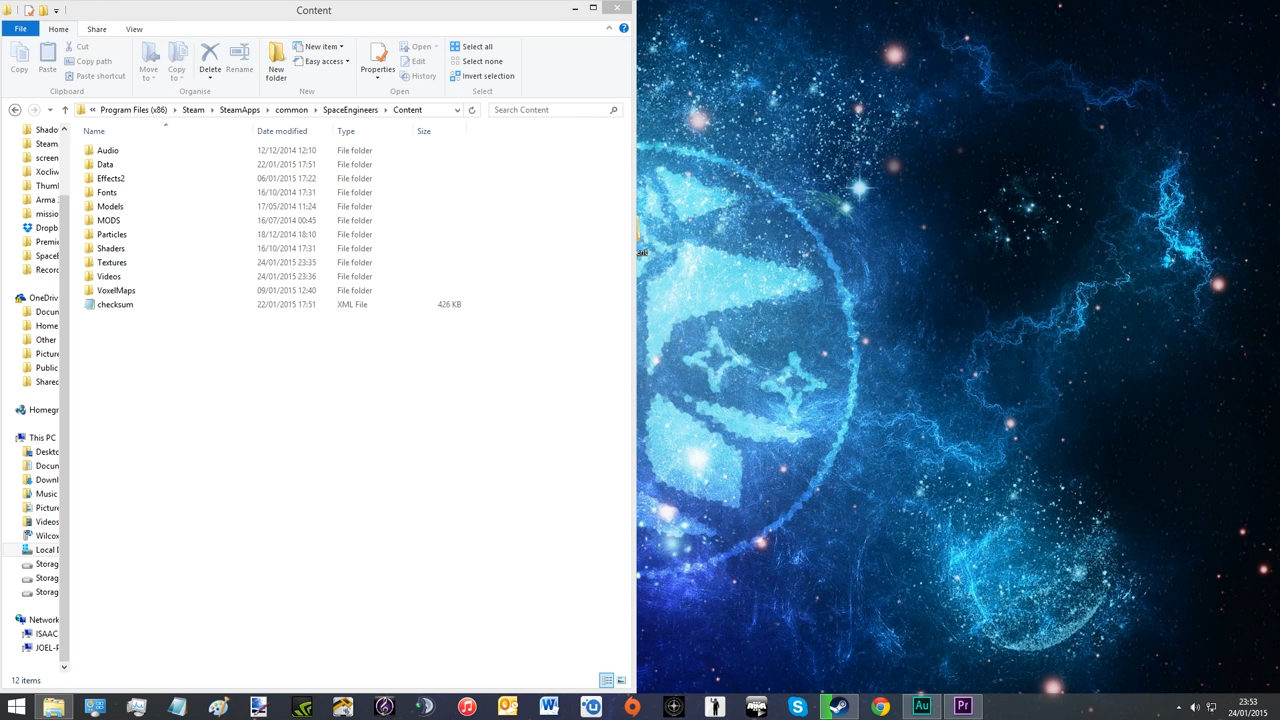 Content
File Home Share View
Copy Paste Cut Copy path Paste shortcut
Move to Copy to Delete Rename
New folder New item Easy access
Properties Open Edit History
Select all Select none Invert selection
Clipboard Organise New Open Select
« Program Files (x86) Steam SteamApps common SpaceEngineers Content Search Content
Name Date modified Type Size
Audio 12/12/2014 12:10 File folder
Data 22/01/2015 17:51 File folder
Effects2 06/01/2015 17:22 File folder
Fonts 16/10/2014 17:31 File folder
Models 17/05/2014 11:24 File folder
MODS 16/07/2014 00:45 File folder
Particles 18/12/2014 18:10 File folder
Shaders 16/10/2014 17:31 File folder
Textures 24/01/2015 23:35 File folder
Videos 24/01/2015 23:36 File folder
VoxelMaps 09/01/2015 12:40 File folder
checksum 22/01/2015 17:51 XML File 426 KB
Shado
Steam
screen
Xocliw
Thuml
Arma
missio
Dropb
Premie
SpaceE
Record
OneDriv
Docun
Home
Other
Picture
Public
Shared
Homegr
This PC
Deskto
Docun
Downl
Music
Picture
Videos
Wilcox
Local D
Storag
Storag
Storag
Network
ISAAC
JOEL-P
12 items
Au Pr
23:53
24/01/2015